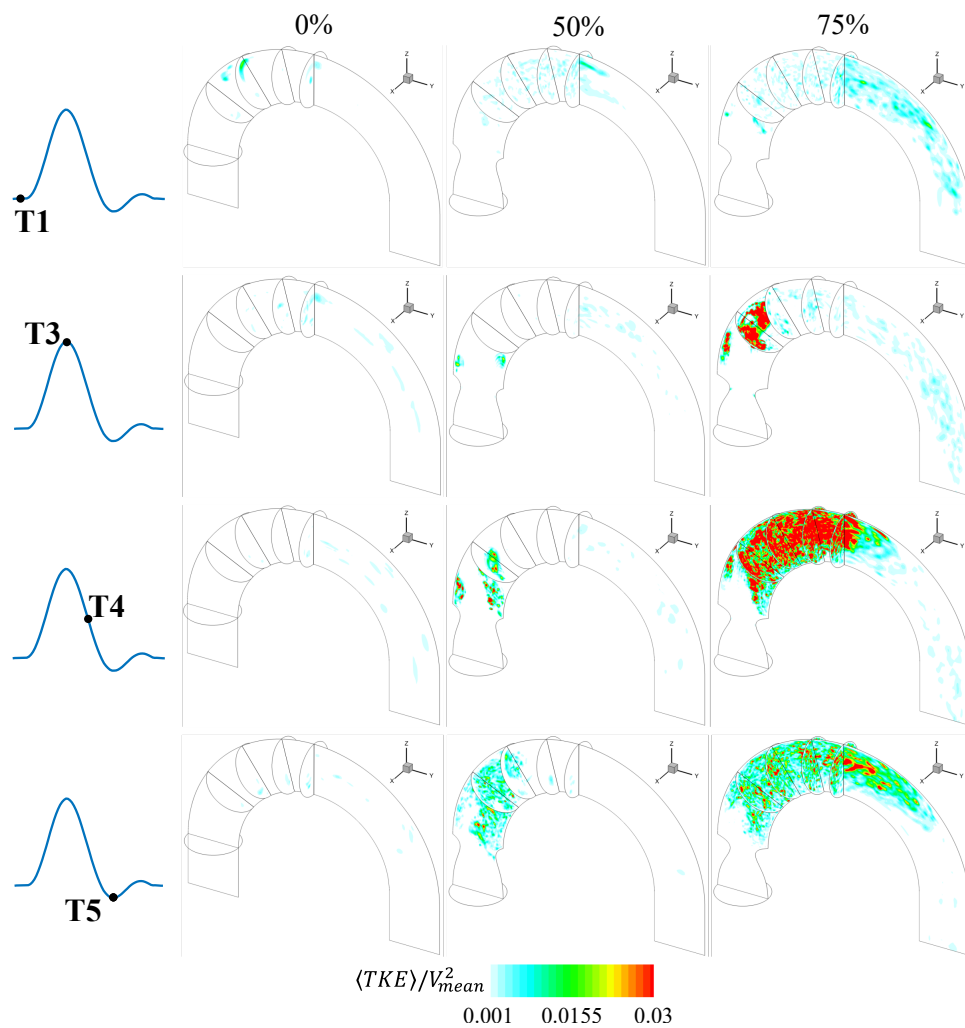 0% 50% 75%
Z X Y Z X Y Z X Y
T1
Z X Y Z X Y Z X Y
T3
Z X Y Z X Y Z X Y
T4
Z X Y Z X Y Z X Y
T5
⟨TKE⟩/V²mean
0.001 0.0155 0.03